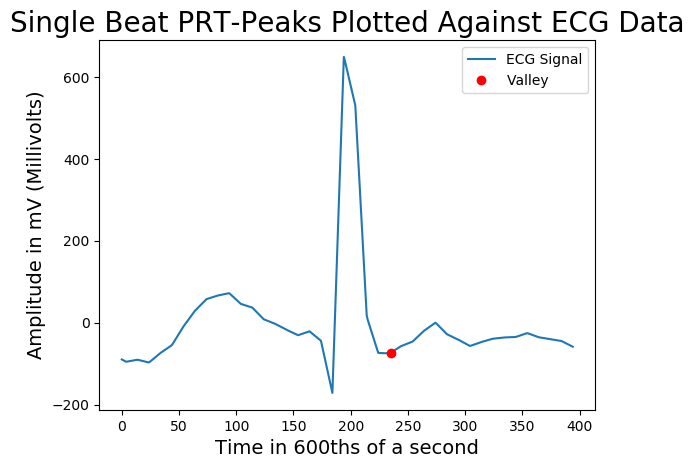 Single Beat PRT-Peaks Plotted Against ECG Data
ECG Signal
Valley
Amplitude in mV (Millivolts)
600
400
200
0
−200
0 50 100 150 200 250 300 350 400
Time in 600ths of a second